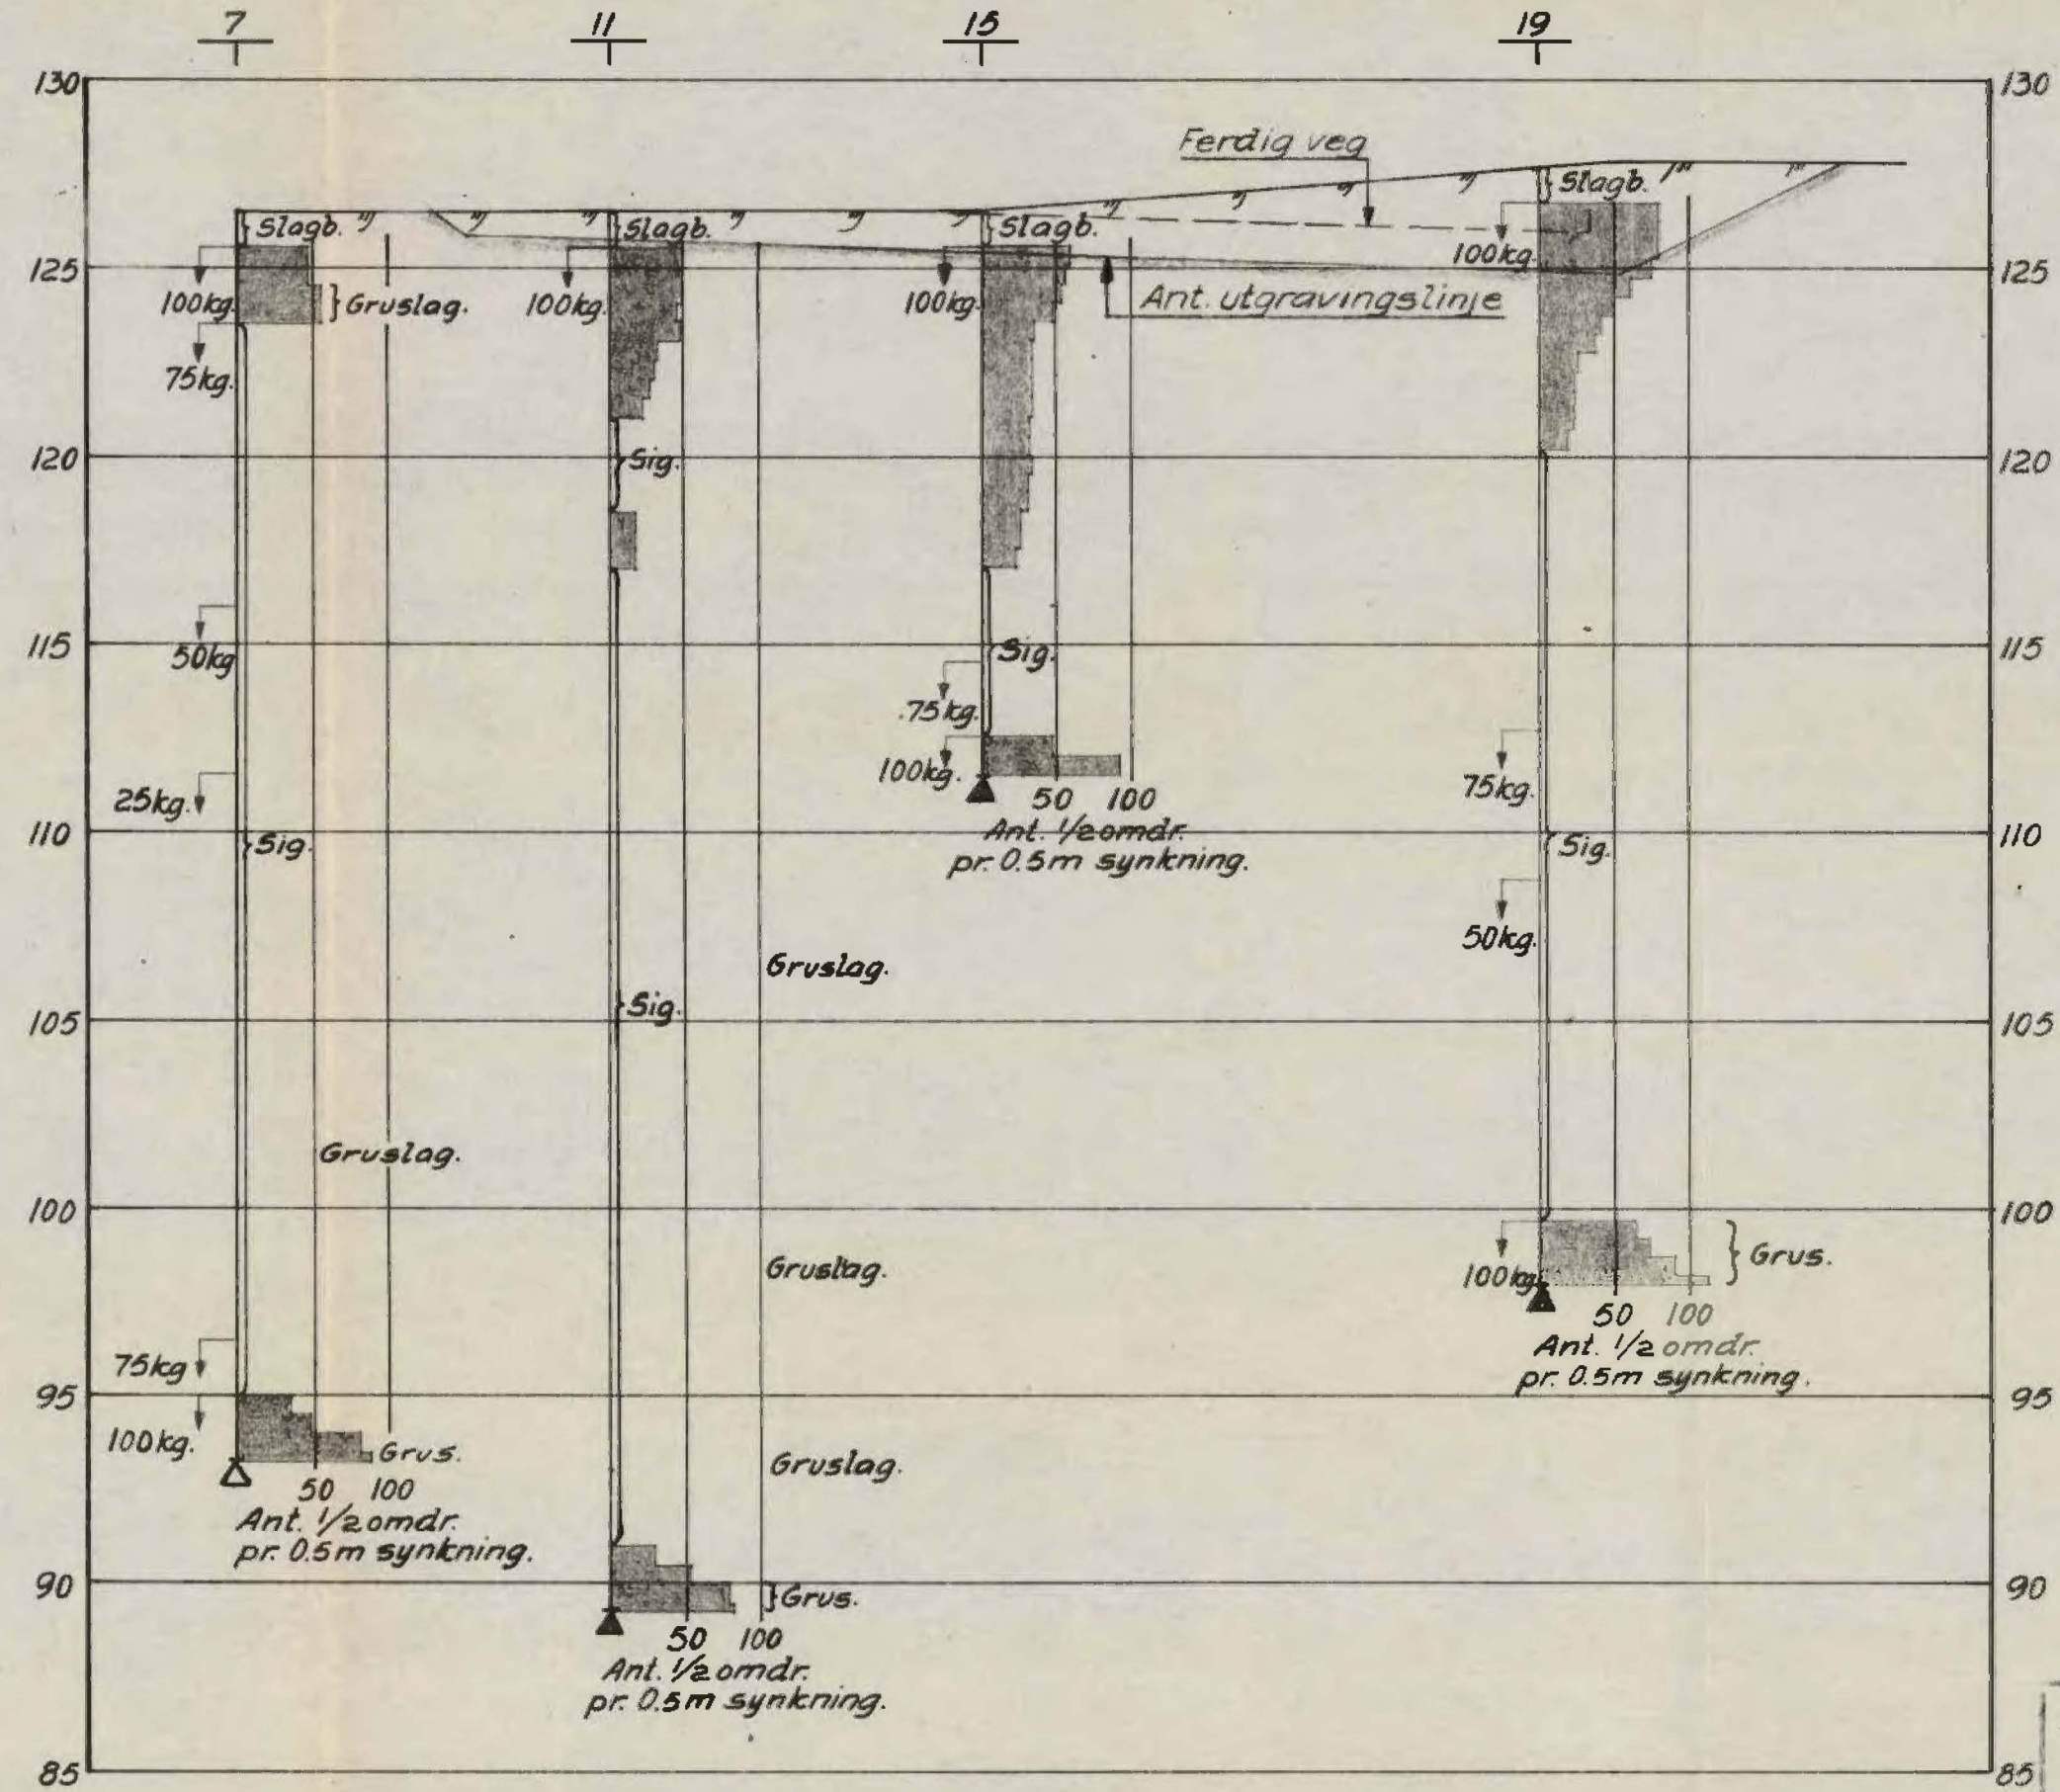 7 11 15 19
130 130
Ferdig veg
Slagb. Slagb. Slagb. Slagb.
100kg.
125 125
100kg. } Gruslag. 100kg. 100kg. Ant. utgravingslinje
75kg.
120 Sig. 120
115 50kg Sig. 115
75kg.
100kg. 75kg.
25kg. 50 100
110 110
Ant. 1/2 omdr.
Sig. Sig.
pr. 0.5m synkning.
50kg.
Gruslag.
Sig.
105 105
Gruslag.
100 100
Grus.
Gruslag. 100kg
50 100
Ant. 1/2 omdr.
75kg pr. 0.5m synkning.
95 95
100kg. Grus.
Gruslag.
50 100
Ant. 1/2 omdr.
pr. 0.5m synkning.
90 90
Grus.
50 100
Ant. 1/2 omdr.
pr. 0.5m synkning.
85 85